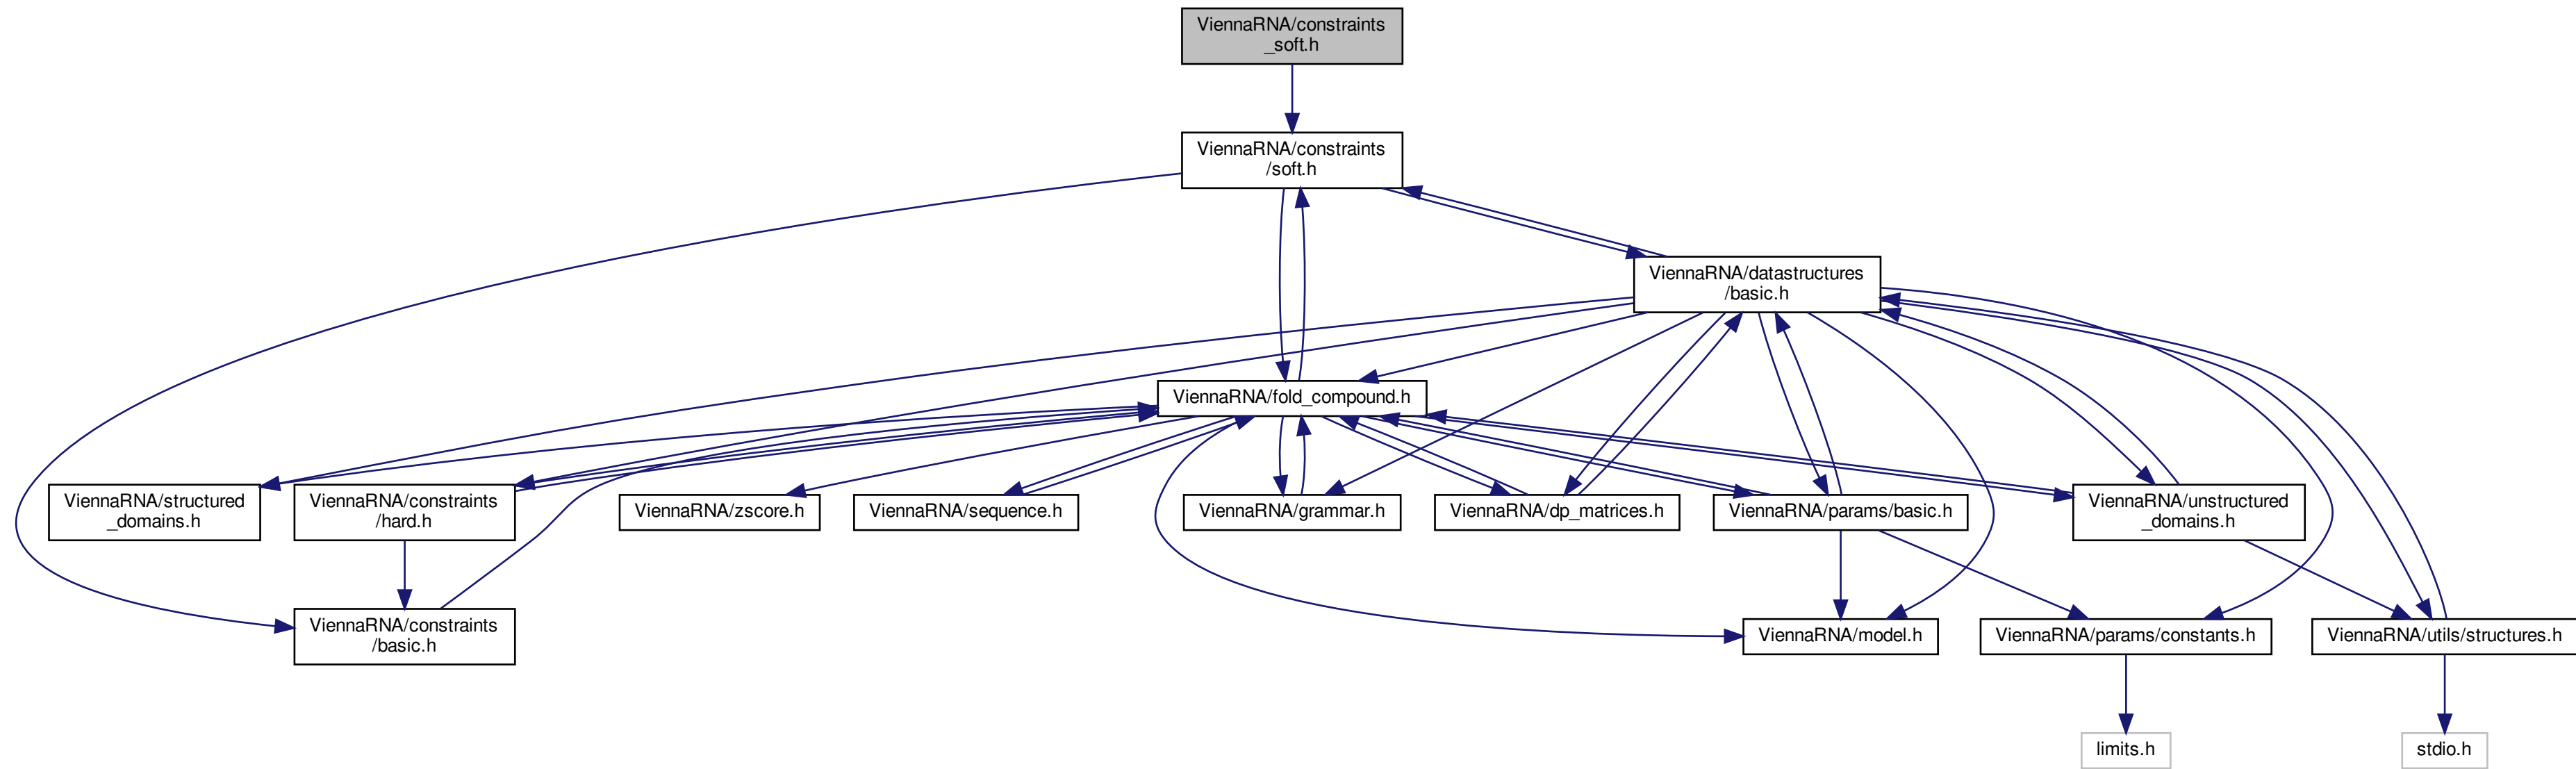 ViennaRNA/constraints
_soft.h
ViennaRNA/constraints
/soft.h
ViennaRNA/datastructures
/basic.h
ViennaRNA/fold_compound.h
ViennaRNA/structured
_domains.h
ViennaRNA/constraints
/hard.h
ViennaRNA/zscore.h
ViennaRNA/sequence.h
ViennaRNA/grammar.h
ViennaRNA/dp_matrices.h
ViennaRNA/params/basic.h
ViennaRNA/unstructured
_domains.h
ViennaRNA/constraints
/basic.h
ViennaRNA/model.h
ViennaRNA/params/constants.h
ViennaRNA/utils/structures.h
limits.h
stdio.h